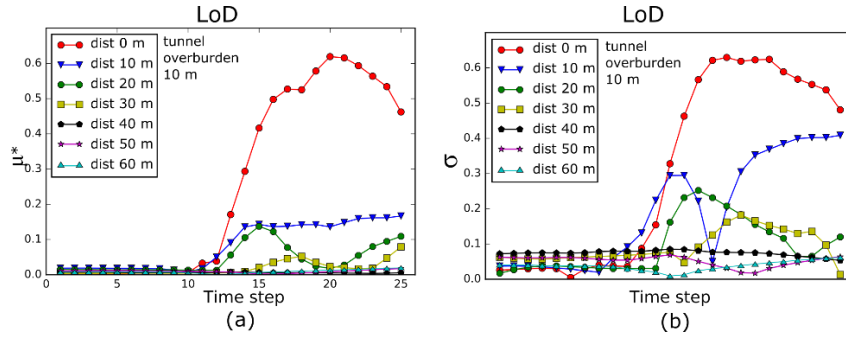 LoD
dist 0 m
dist 10 m
dist 20 m
dist 30 m
dist 40 m
dist 50 m
dist 60 m
tunnel
overburden
10 m
μ*
0.6
0.5
0.4
0.3
0.2
0.1
0.0
0 5 10 15 20 25
Time step
(a)
LoD
dist 0 m
dist 10 m
dist 20 m
dist 30 m
dist 40 m
dist 50 m
dist 60 m
tunnel
overburden
10 m
σ
0.6
0.5
0.4
0.3
0.2
0.1
0.0
Time step
(b)